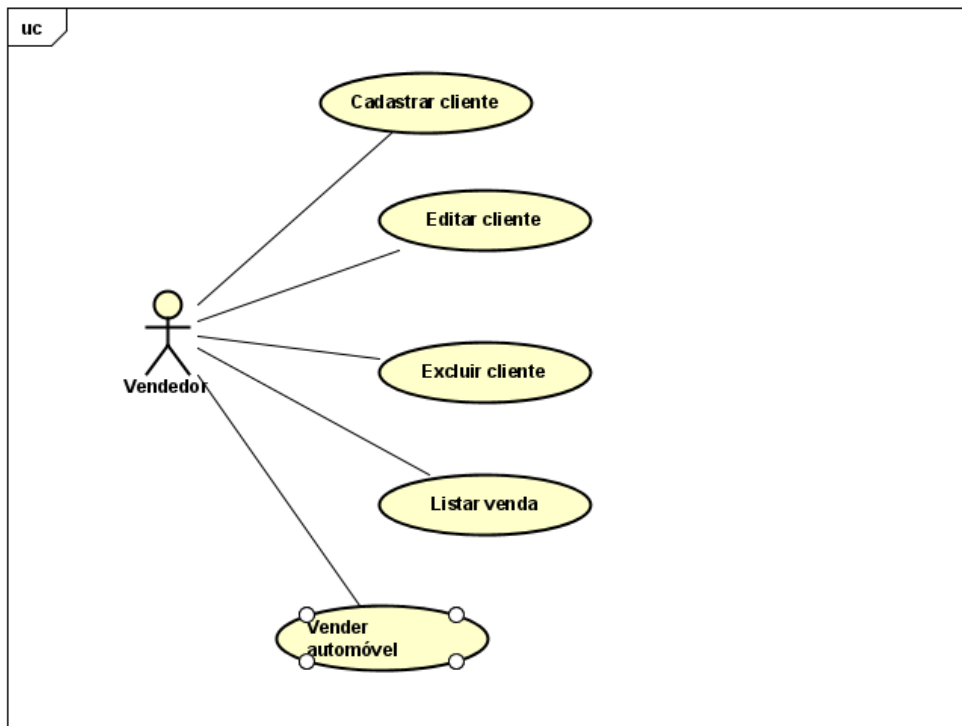 uc
Cadastrar cliente
Editar cliente
Excluir cliente
Vendedor
Listar venda
Vender
automóvel